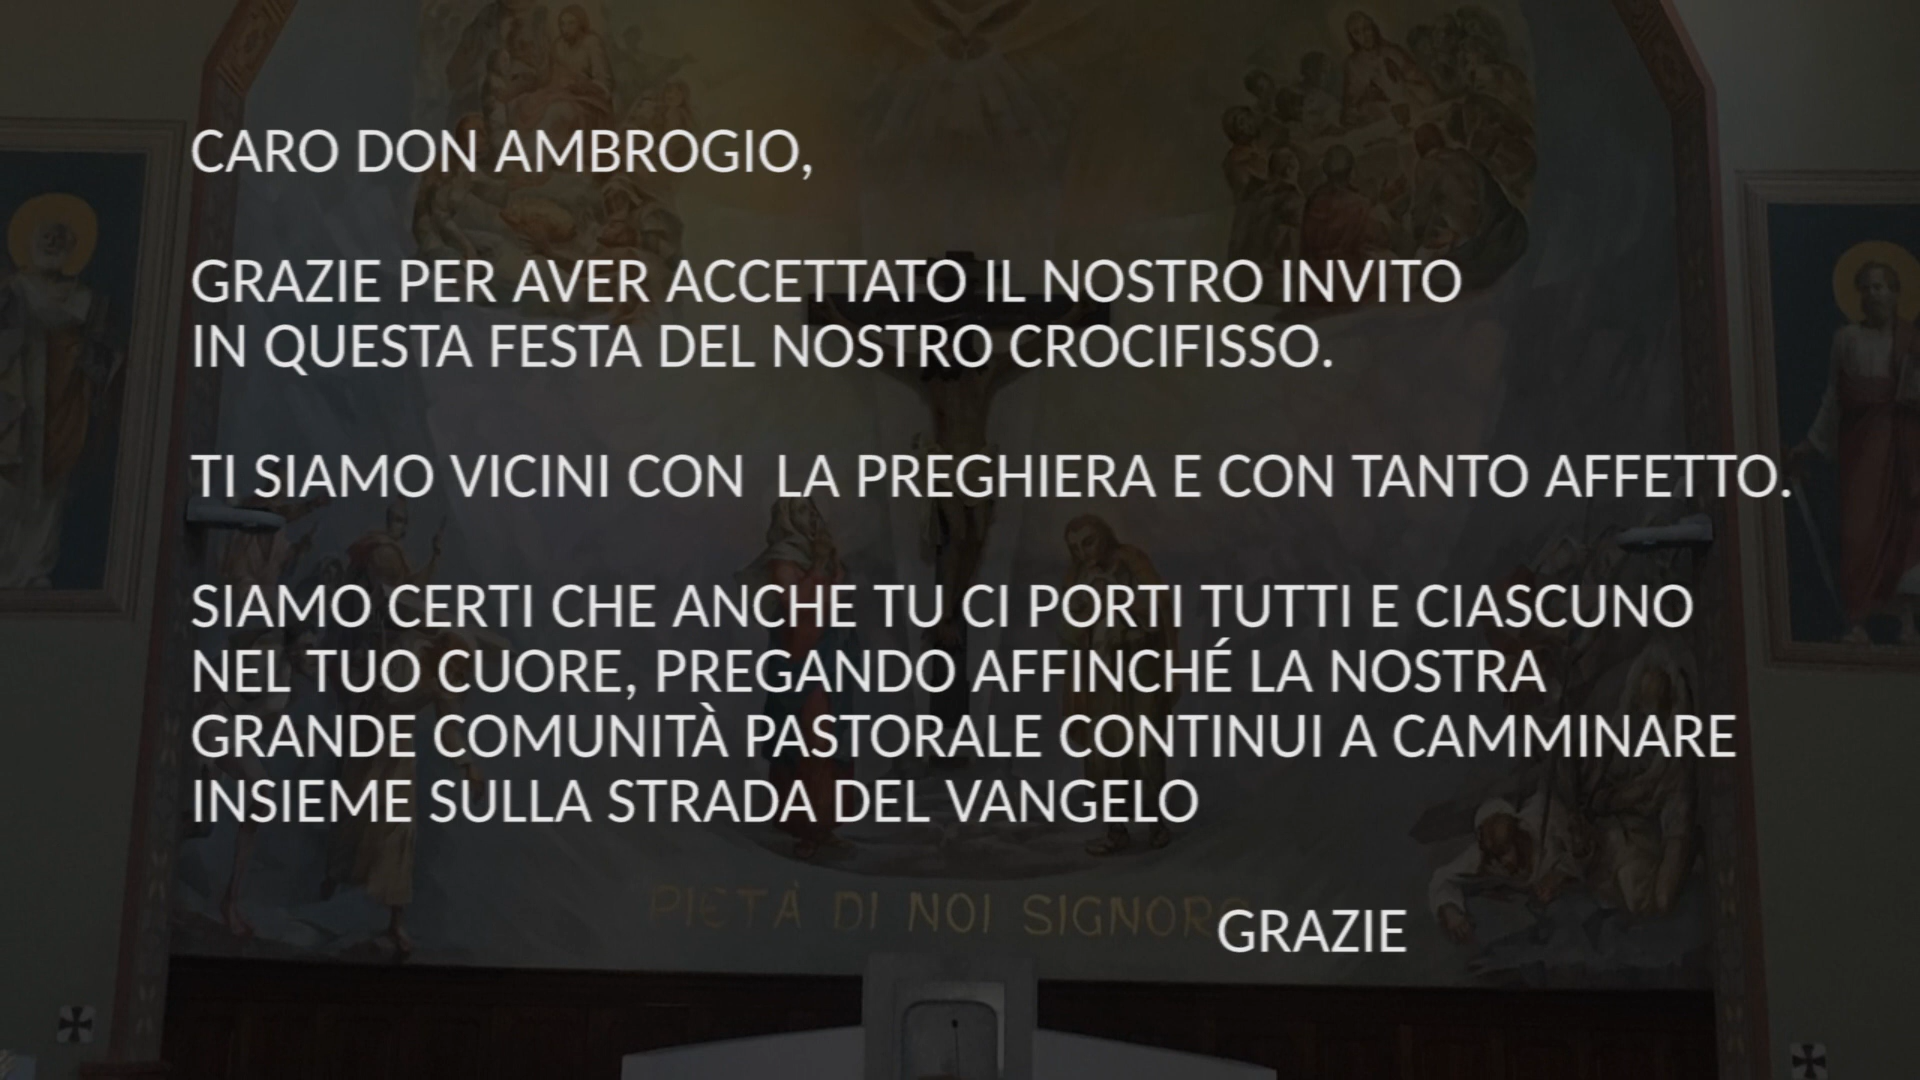 CARO DON AMBROGIO,
GRAZIE PER AVER ACCETTATO IL NOSTRO INVITO
IN QUESTA FESTA DEL NOSTRO CROCIFISSO.
TI SIAMO VICINI CON  LA PREGHIERA E CON TANTO AFFETTO.
SIAMO CERTI CHE ANCHE TU CI PORTI TUTTI E CIASCUNO
NEL TUO CUORE, PREGANDO AFFINCHÉ LA NOSTRA
GRANDE COMUNITÀ PASTORALE CONTINUI A CAMMINARE
INSIEME SULLA STRADA DEL VANGELO
PIETÀ DI NOI SIGNORE
GRAZIE